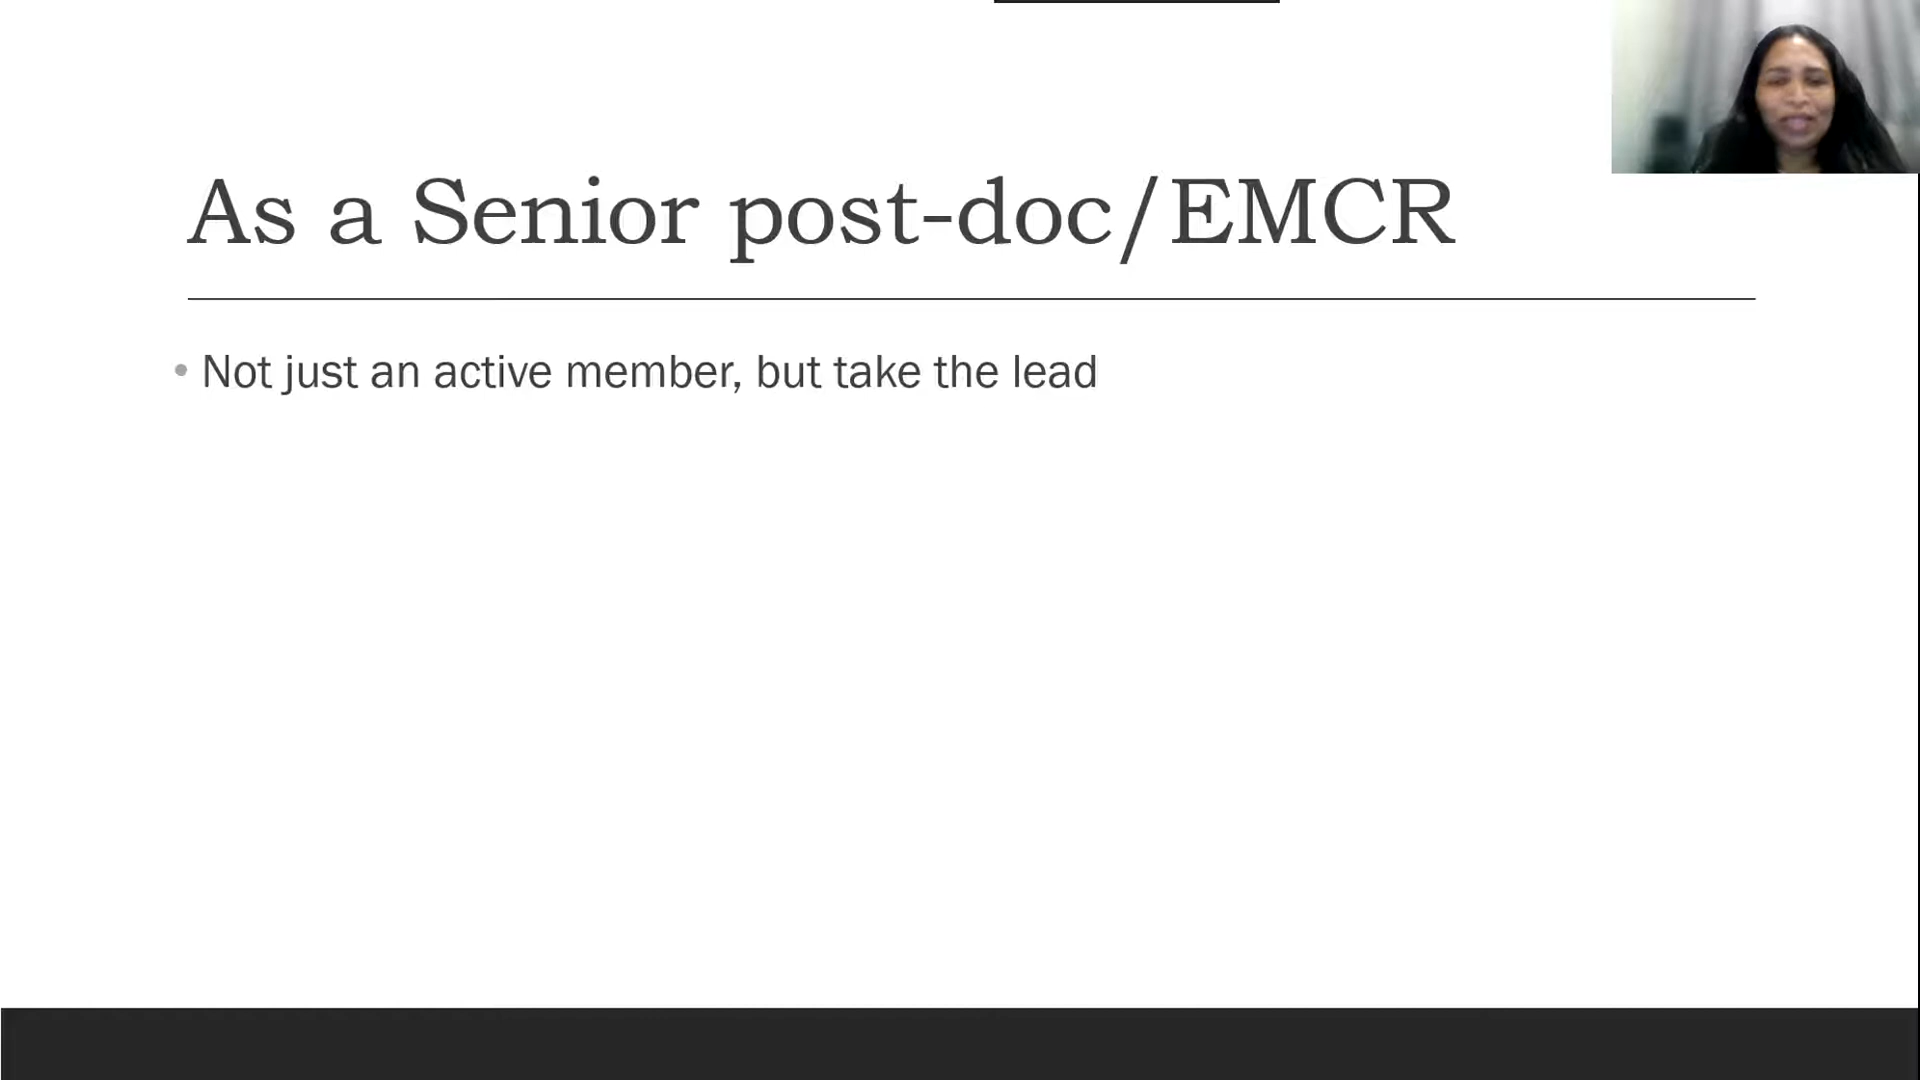 As a Senior post-doc/EMCR
• Not just an active member, but take the lead